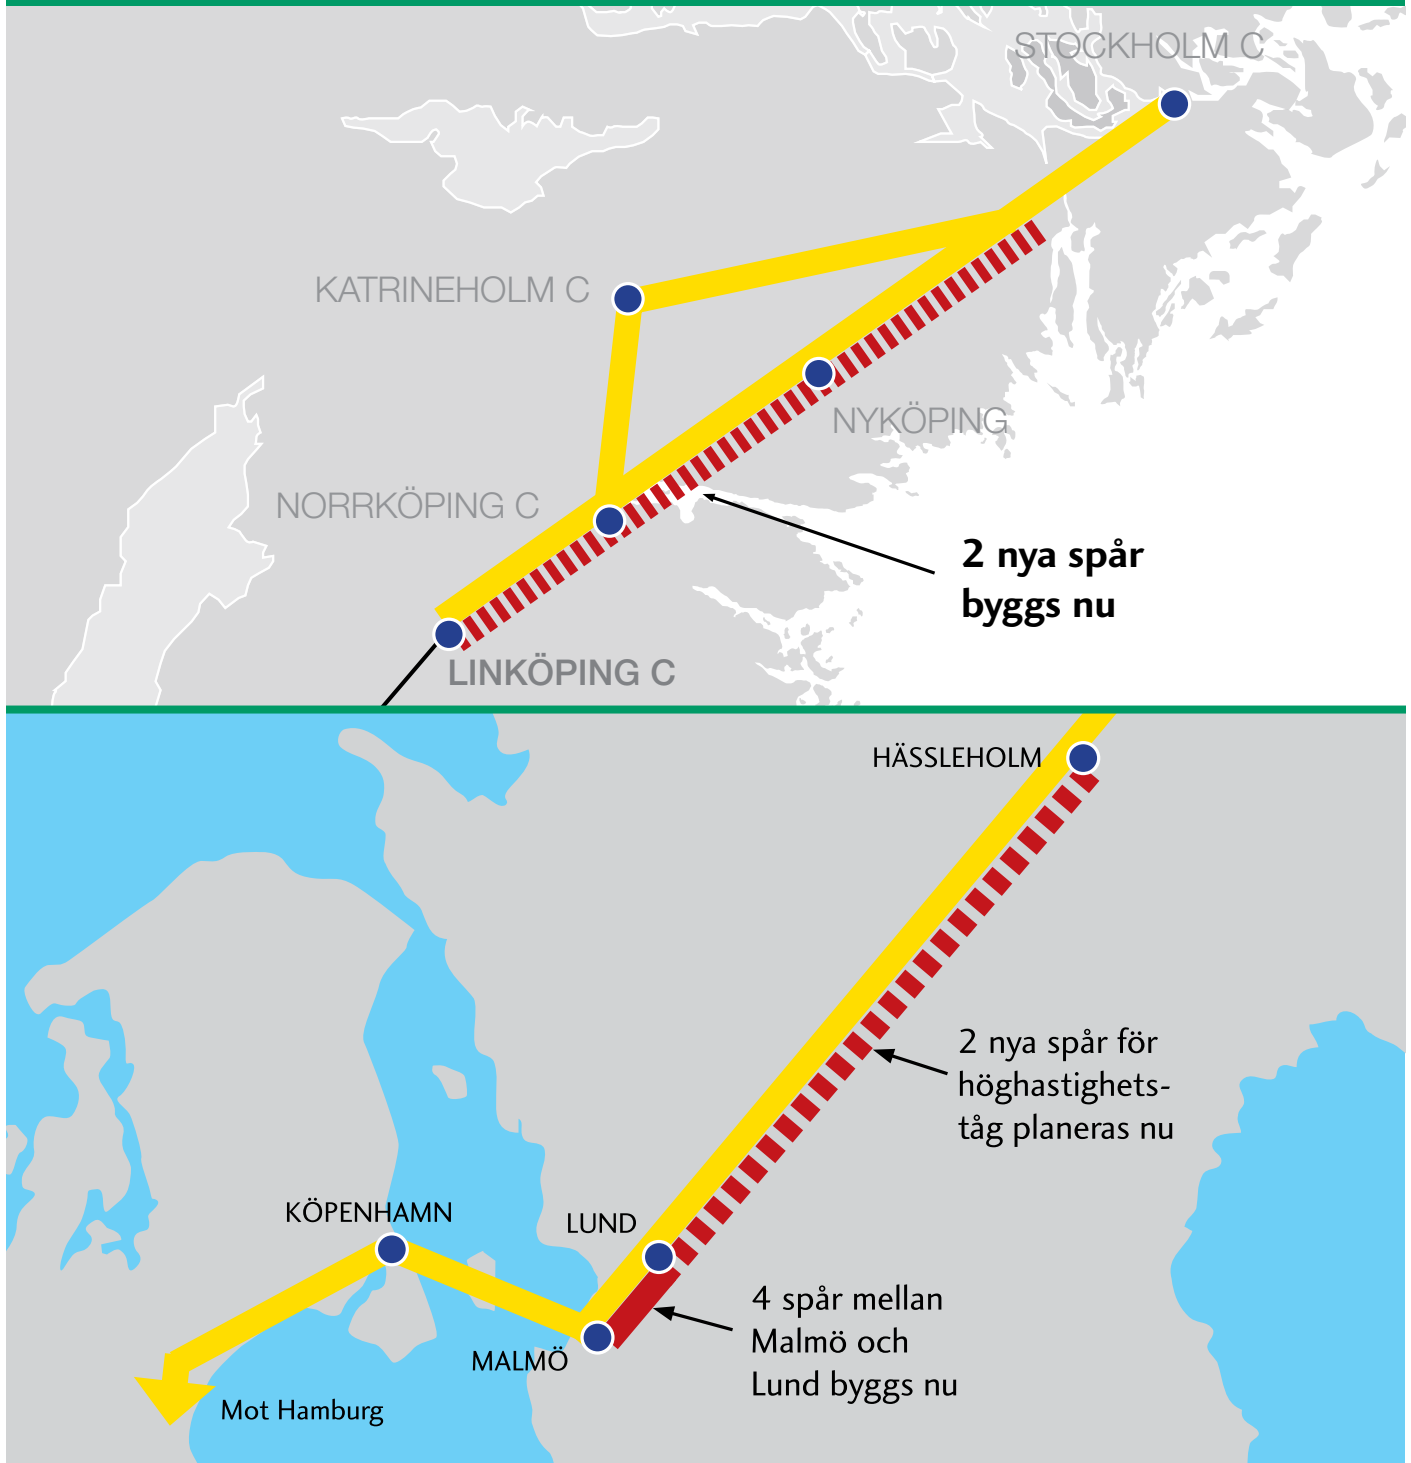 STOCKHOLM C
KATRINEHOLM C
NYKÖPING
NORRKÖPING C
2 nya spår
byggs nu
LINKÖPING C
HÄSSLEHOLM
2 nya spår för
höghastighets-
tåg planeras nu
KÖPENHAMN
LUND
4 spår mellan
Malmö och
Lund byggs nu
MALMÖ
Mot Hamburg